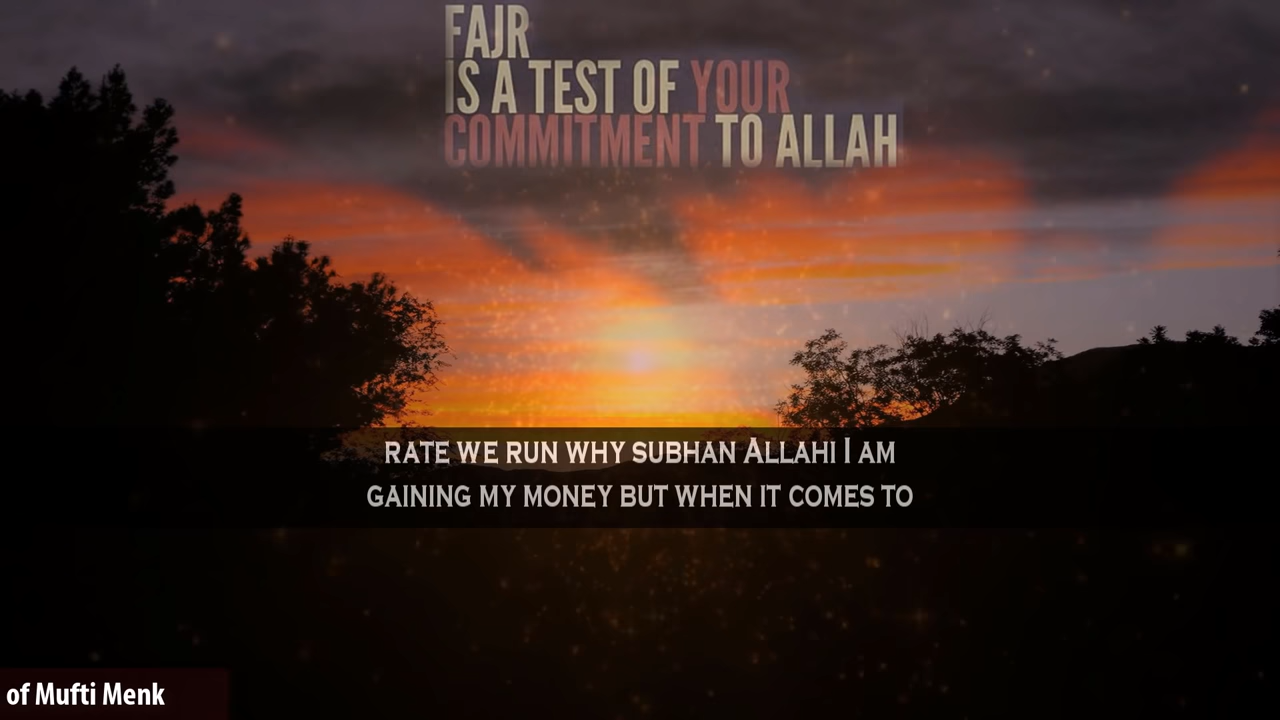 FAJR
IS A TEST OF YOUR
COMMITMENT TO ALLAH
RATE WE RUN WHY SUBHAN ALLAHI I AM
GAINING MY MONEY BUT WHEN IT COMES TO
of Mufti Menk